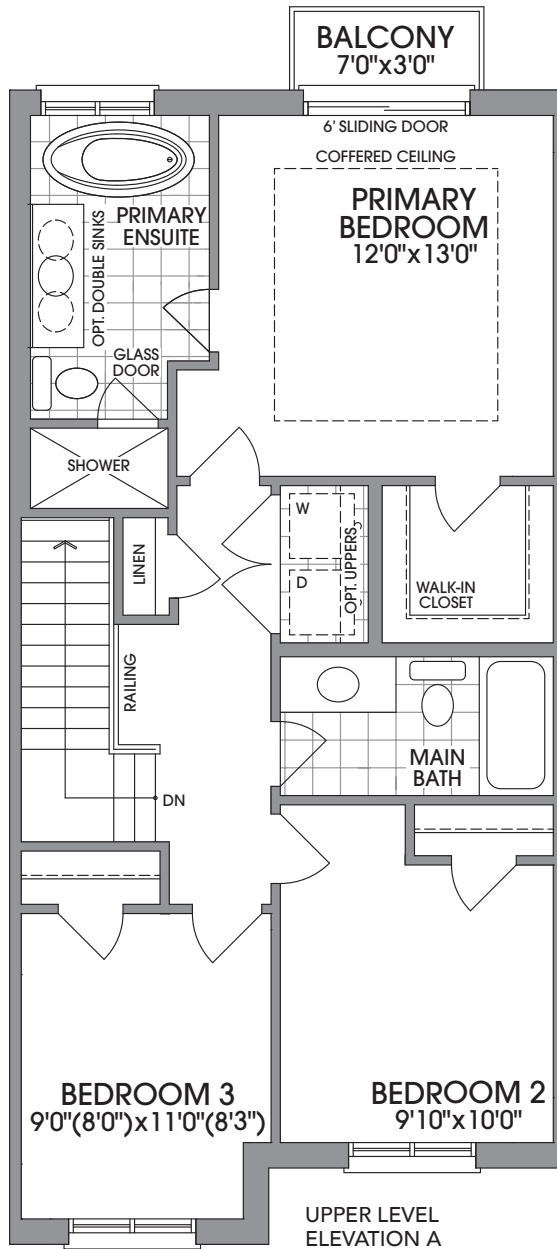 BALCONY
7'0"x3'0"
6' SLIDING DOOR
COFFERED CEILING
PRIMARY
BEDROOM
12'0"x13'0"
PRIMARY
ENSUITE
OPT. DOUBLE SINKS
GLASS
DOOR
SHOWER
LINEN
W
D
OPT. UPPERS
WALK-IN
CLOSET
RAILING
MAIN
BATH
DN
BEDROOM 3
9'0"(8'0")x11'0"(8'3")
BEDROOM 2
9'10"x10'0"
UPPER LEVEL
ELEVATION A